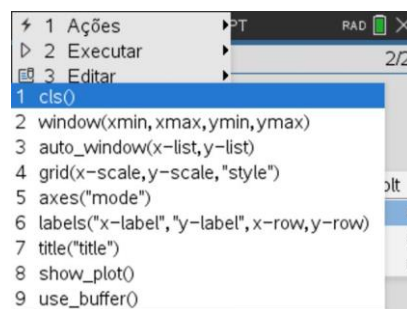 1 Ações PT RAD
2 Executar 2/2
3 Editar
1 cls()
2 window(xmin,xmax,ymin,ymax)
3 auto_window(x-list,y-list)
4 grid(x-scale,y-scale,"style") olt
5 axes("mode")
6 labels("x-label","y-label",x-row,y-row)
7 title("title")
8 show_plot()
9 use_buffer()